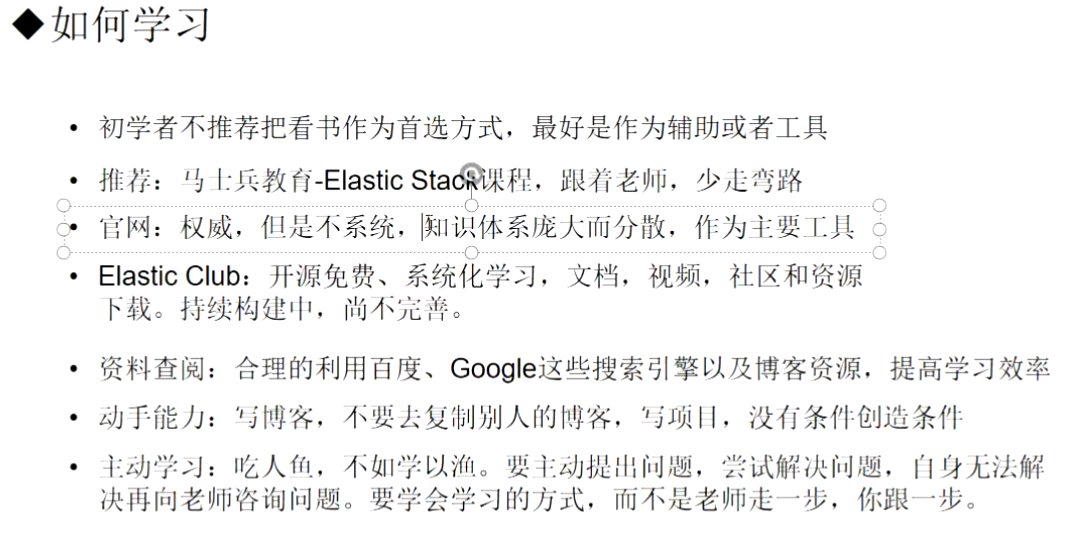 ◆如何学习
• 初学者不推荐把看书作为首选方式，最好是作为辅助或者工具
• 推荐：马士兵教育-Elastic Stack课程，跟着老师，少走弯路
• 官网：权威，但是不系统，知识体系庞大而分散，作为主要工具
• Elastic Club：开源免费、系统化学习，文档，视频，社区和资源
下载。持续构建中，尚不完善。
• 资料查阅：合理的利用百度、Google这些搜索引擎以及博客资源，提高学习效率
• 动手能力：写博客，不要去复制别人的博客，写项目，没有条件创造条件
• 主动学习：吃人鱼，不如学以渔。要主动提出问题，尝试解决问题，自身无法解
决再向老师咨询问题。要学会学习的方式，而不是老师走一步，你跟一步。